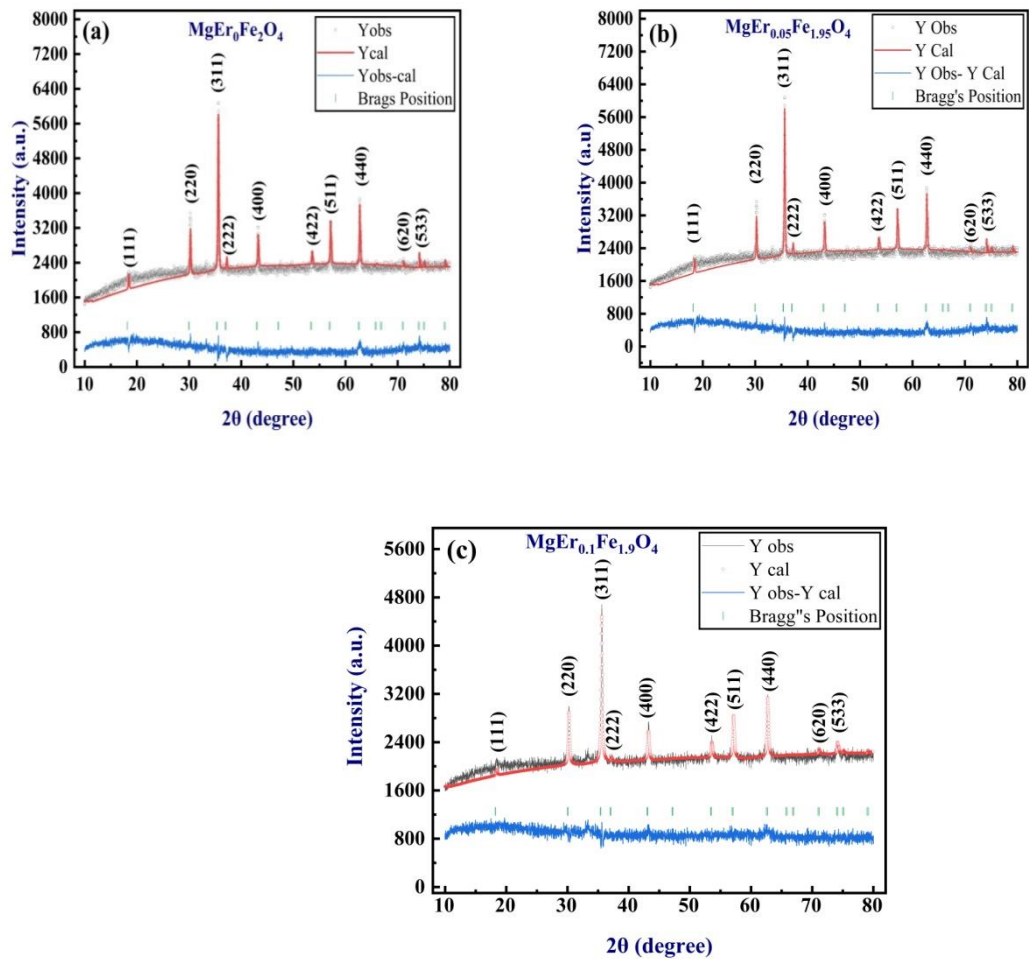 (a)
MgEr₀Fe₂O₄
Yobs
Ycal
Yobs-cal
Brags Position
Intensity (a.u.)
8000
7200
6400
5600
4800
4000
3200
2400
1600
800
0
(111)
(220)
(311)
(222)
(400)
(422)
(511)
(440)
(620)
(533)
10 20 30 40 50 60 70 80
2θ (degree)
(b)
MgEr₀.₀₅Fe₁.₉₅O₄
Y Obs
Y Cal
Y Obs- Y Cal
Bragg's Position
Intensity (a.u)
8000
7200
6400
5600
4800
4000
3200
2400
1600
800
0
(111)
(220)
(311)
(222)
(400)
(422)
(511)
(440)
(620)
(533)
10 20 30 40 50 60 70 80
2θ (degree)
(c)
MgEr₀.₁Fe₁.₉O₄
Y obs
Y cal
Y obs-Y cal
Bragg"s Position
Intensity (a.u.)
5600
4800
4000
3200
2400
1600
800
0
(111)
(220)
(311)
(222)
(400)
(422)
(511)
(440)
(620)
(533)
10 20 30 40 50 60 70 80
2θ (degree)